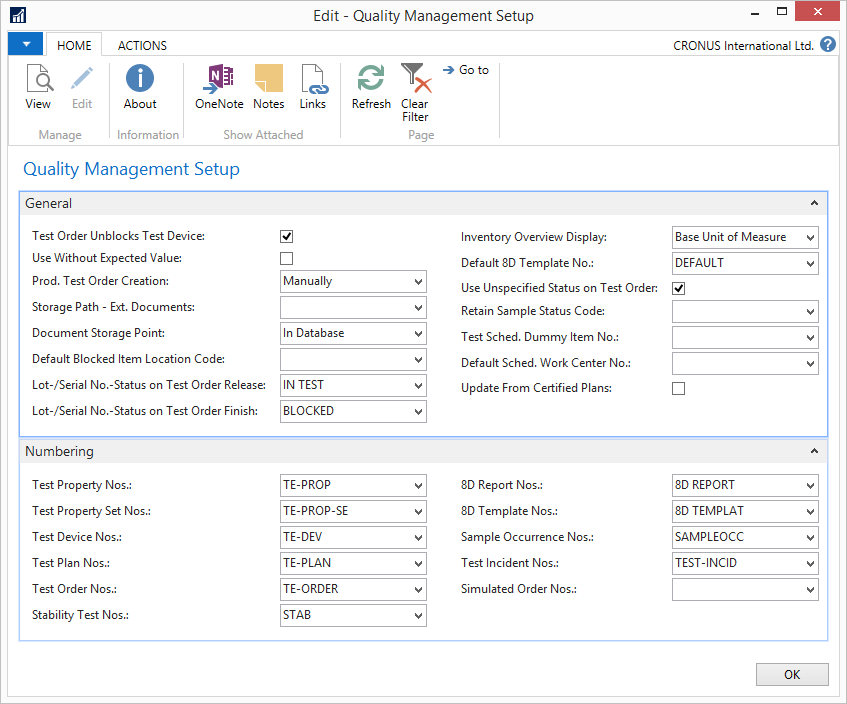 Edit - Quality Management Setup
HOME
ACTIONS
CRONUS International Ltd.
?
View
Edit
About
OneNote
Notes
Links
Refresh
Clear Filter
Go to
Manage
Information
Show Attached
Page
Quality Management Setup
General
Test Order Unblocks Test Device:
Use Without Expected Value:
Prod. Test Order Creation: Manually
Storage Path - Ext. Documents:
Document Storage Point: In Database
Default Blocked Item Location Code:
Lot-/Serial No.-Status on Test Order Release: IN TEST
Lot-/Serial No.-Status on Test Order Finish: BLOCKED
Inventory Overview Display: Base Unit of Measure
Default 8D Template No.: DEFAULT
Use Unspecified Status on Test Order:
Retain Sample Status Code:
Test Sched. Dummy Item No.:
Default Sched. Work Center No.:
Update From Certified Plans:
Numbering
Test Property Nos.: TE-PROP
Test Property Set Nos.: TE-PROP-SE
Test Device Nos.: TE-DEV
Test Plan Nos.: TE-PLAN
Test Order Nos.: TE-ORDER
Stability Test Nos.: STAB
8D Report Nos.: 8D REPORT
8D Template Nos.: 8D TEMPLAT
Sample Occurrence Nos.: SAMPLEOCC
Test Incident Nos.: TEST-INCID
Simulated Order Nos.:
OK